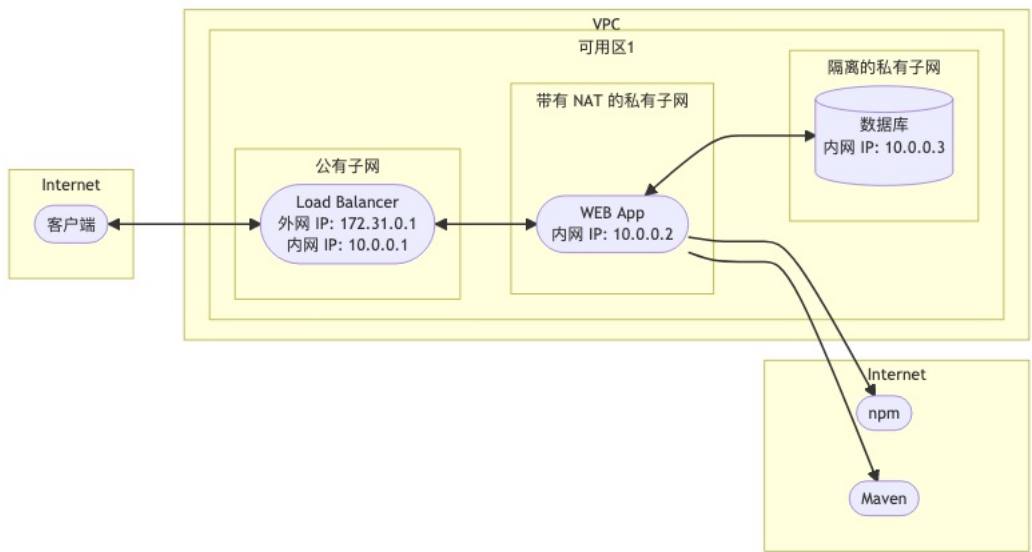 VPC
可用区1
隔离的私有子网
数据库
内网 IP: 10.0.0.3
带有 NAT 的私有子网
WEB App
内网 IP: 10.0.0.2
公有子网
Load Balancer
外网 IP: 172.31.0.1
内网 IP: 10.0.0.1
Internet
客户端
Internet
npm
Maven